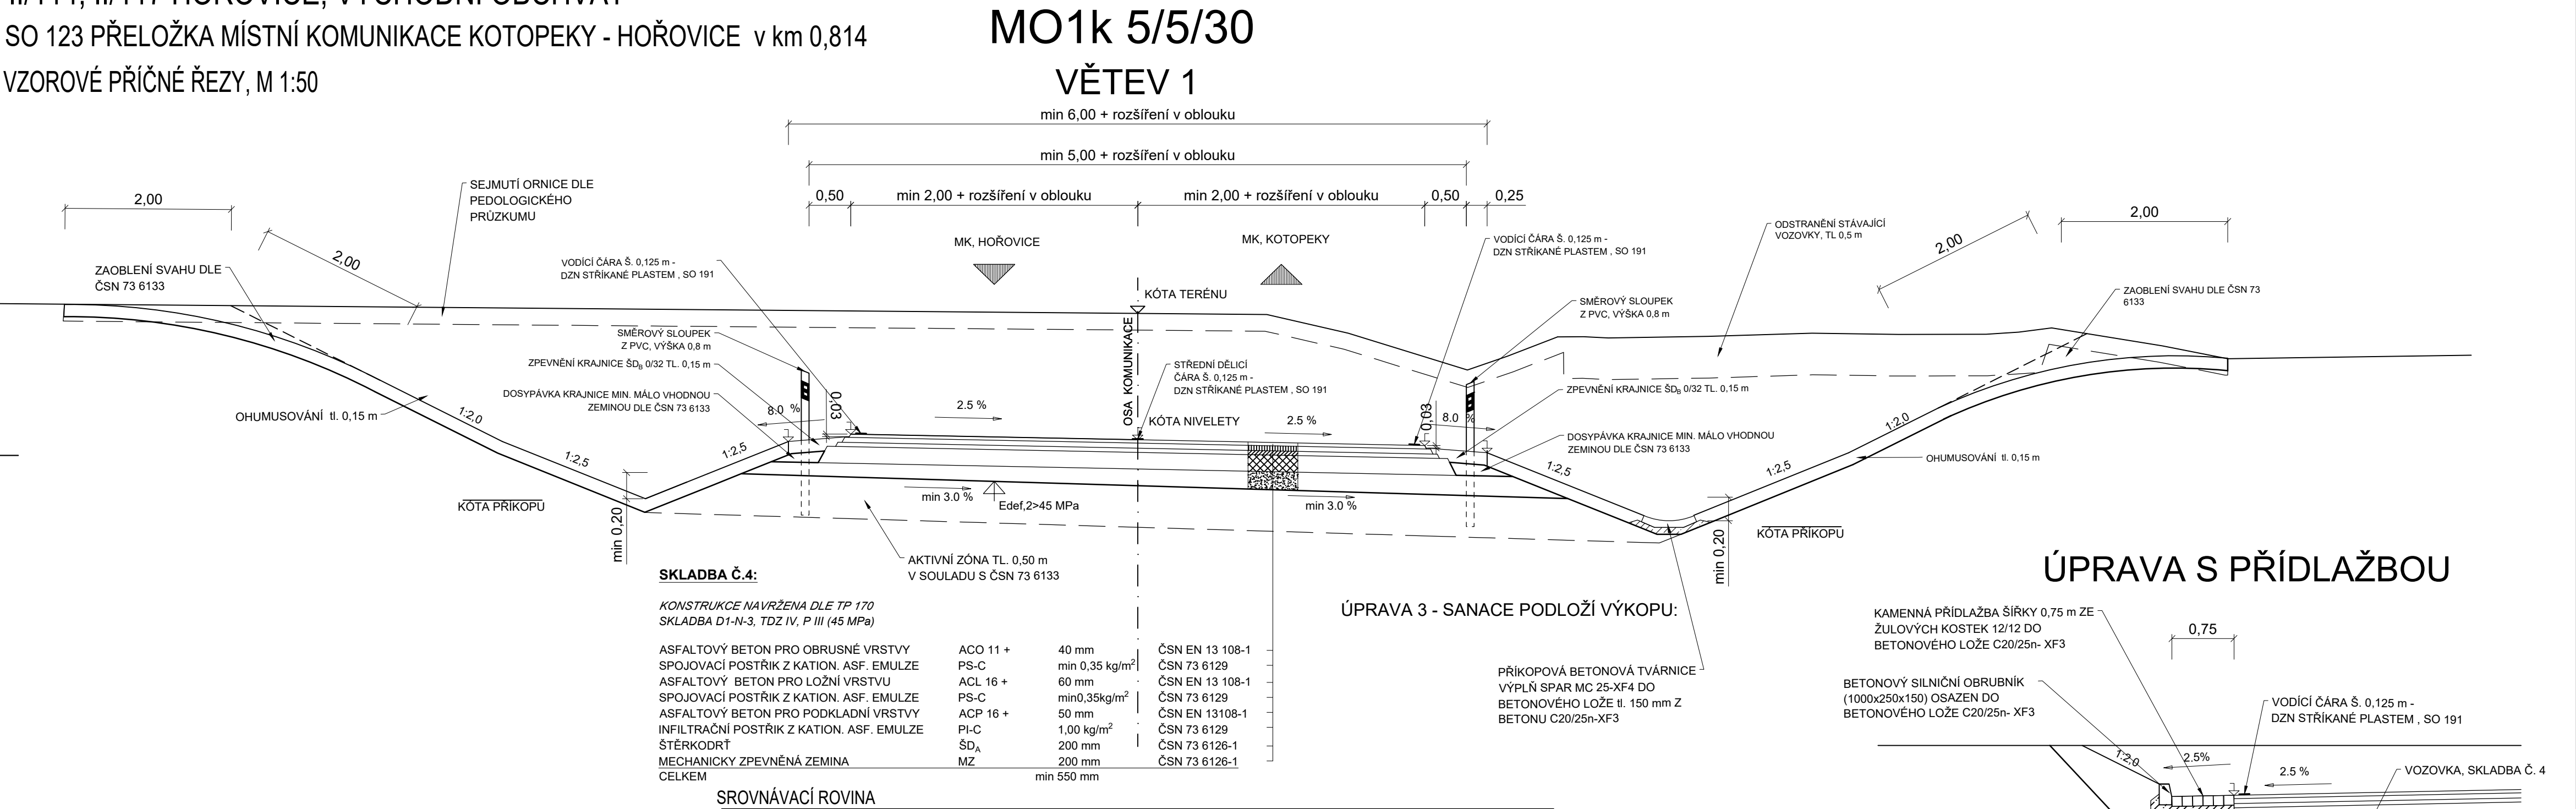 SO 123 PŘELOŽKA MÍSTNÍ KOMUNIKACE KOTOPEKY - HOŘOVICE v km 0,814
VZOROVÉ PŘÍČNÉ ŘEZY, M 1:50
MO1k 5/5/30
VĚTEV 1
min 6,00 + rozšíření v oblouku
min 5,00 + rozšíření v oblouku
0,50
min 2,00 + rozšíření v oblouku
min 2,00 + rozšíření v oblouku
0,50
0,25
2,00
2,00
SEJMUTÍ ORNICE DLE
PEDOLOGICKÉHO
PRŮZKUMU
ZAOBLENÍ SVAHU DLE
ČSN 73 6133
VODÍCÍ ČÁRA Š. 0,125 m -
DZN STŘÍKANÉ PLASTEM , SO 191
MK, HOŘOVICE
MK, KOTOPEKY
VODÍCÍ ČÁRA Š. 0,125 m -
DZN STŘÍKANÉ PLASTEM , SO 191
ODSTRANĚNÍ STÁVAJÍCÍ
VOZOVKY, TL 0,5 m
2,00
2,00
ZAOBLENÍ SVAHU DLE ČSN 73
6133
KÓTA TERÉNU
OSA KOMUNIKACE
SMĚROVÝ SLOUPEK
Z PVC, VÝŠKA 0,8 m
ZPEVNĚNÍ KRAJNICE ŠDB 0/32 TL. 0,15 m
DOSYPÁVKA KRAJNICE MIN. MÁLO VHODNOU
ZEMINOU DLE ČSN 73 6133
SMĚROVÝ SLOUPEK
Z PVC, VÝŠKA 0,8 m
STŘEDNÍ DĚLICÍ
ČÁRA Š. 0,125 m -
DZN STŘÍKANÉ PLASTEM , SO 191
ZPEVNĚNÍ KRAJNICE ŠDB 0/32 TL. 0,15 m
DOSYPÁVKA KRAJNICE MIN. MÁLO VHODNOU
ZEMINOU DLE ČSN 73 6133
OHUMUSOVÁNÍ tl. 0,15 m
1:2,0
1:2,5
1:2,5
8.0 %
0,03
2.5 %
KÓTA NIVELETY
2.5 %
0,03
8.0 %
1:2,5
1:2,5
1:2,0
OHUMUSOVÁNÍ tl. 0,15 m
KÓTA PŘÍKOPU
min 0,20
min 3.0 %
Edef,2>45 MPa
min 3.0 %
min 0,20
KÓTA PŘÍKOPU
AKTIVNÍ ZÓNA TL. 0,50 m
V SOULADU S ČSN 73 6133
SKLADBA Č.4:
KONSTRUKCE NAVRŽENA DLE TP 170
SKLADBA D1-N-3, TDZ IV, P III (45 MPa)
ASFALTOVÝ BETON PRO OBRUSNÉ VRSTVY ACO 11 + 40 mm ČSN EN 13 108-1
SPOJOVACÍ POSTŘIK Z KATION. ASF. EMULZE PS-C min 0,35 kg/m² ČSN 73 6129
ASFALTOVÝ BETON PRO LOŽNÍ VRSTVU ACL 16 + 60 mm ČSN EN 13 108-1
SPOJOVACÍ POSTŘIK Z KATION. ASF. EMULZE PS-C min0,35kg/m² ČSN 73 6129
ASFALTOVÝ BETON PRO PODKLADNÍ VRSTVY ACP 16 + 50 mm ČSN EN 13108-1
INFILTRAČNÍ POSTŘIK Z KATION. ASF. EMULZE PI-C 1,00 kg/m² ČSN 73 6129
ŠTĚRKODRŤ ŠDA 200 mm ČSN 73 6126-1
MECHANICKY ZPEVNĚNÁ ZEMINA MZ 200 mm ČSN 73 6126-1
CELKEM min 550 mm
SROVNÁVACÍ ROVINA
ÚPRAVA 3 - SANACE PODLOŽÍ VÝKOPU:
PŘÍKOPOVÁ BETONOVÁ TVÁRNICE
VÝPLŇ SPAR MC 25-XF4 DO
BETONOVÉHO LOŽE tl. 150 mm Z
BETONU C20/25n-XF3
ÚPRAVA S PŘÍDLAŽBOU
KAMENNÁ PŘÍDLAŽBA ŠÍŘKY 0,75 m ZE
ŽULOVÝCH KOSTEK 12/12 DO
BETONOVÉHO LOŽE C20/25n- XF3
0,75
BETONOVÝ SILNIČNÍ OBRUBNÍK
(1000x250x150) OSAZEN DO
BETONOVÉHO LOŽE C20/25n- XF3
VODÍCÍ ČÁRA Š. 0,125 m -
DZN STŘÍKANÉ PLASTEM , SO 191
1:2,0
2.5%
2.5 %
VOZOVKA, SKLADBA Č. 4